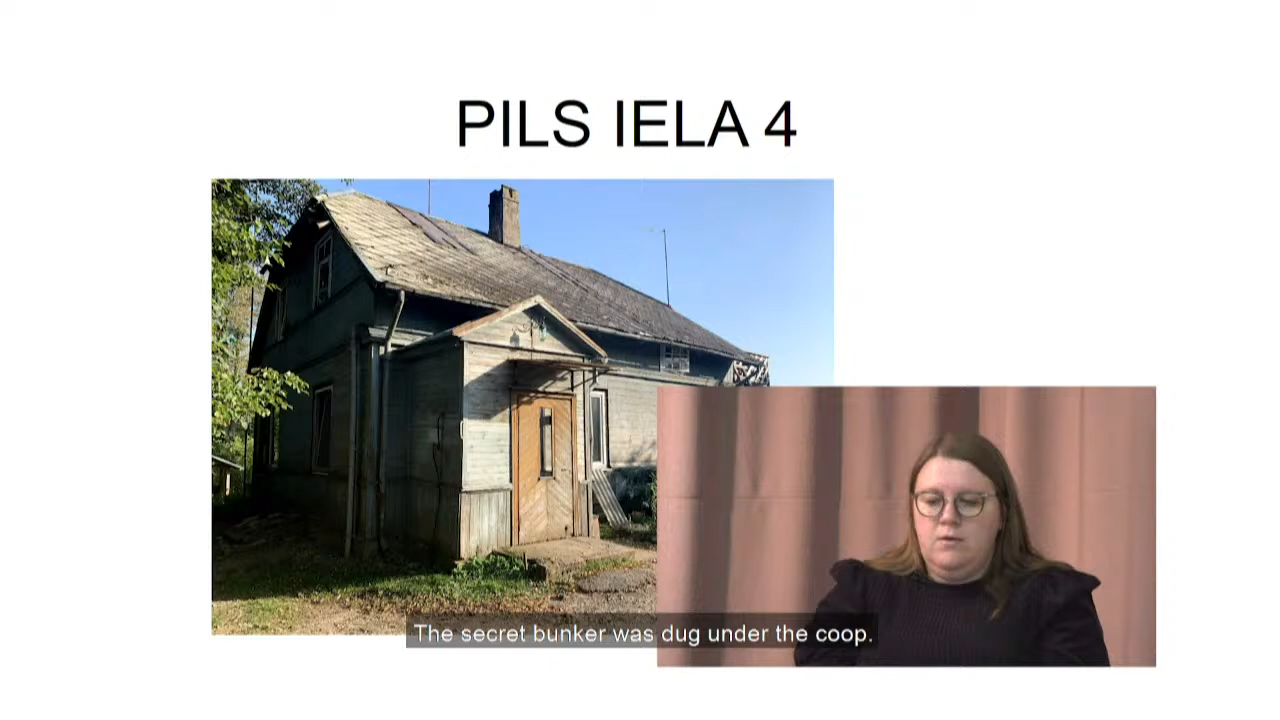 PILS IELA 4
The secret bunker was dug under the coop.